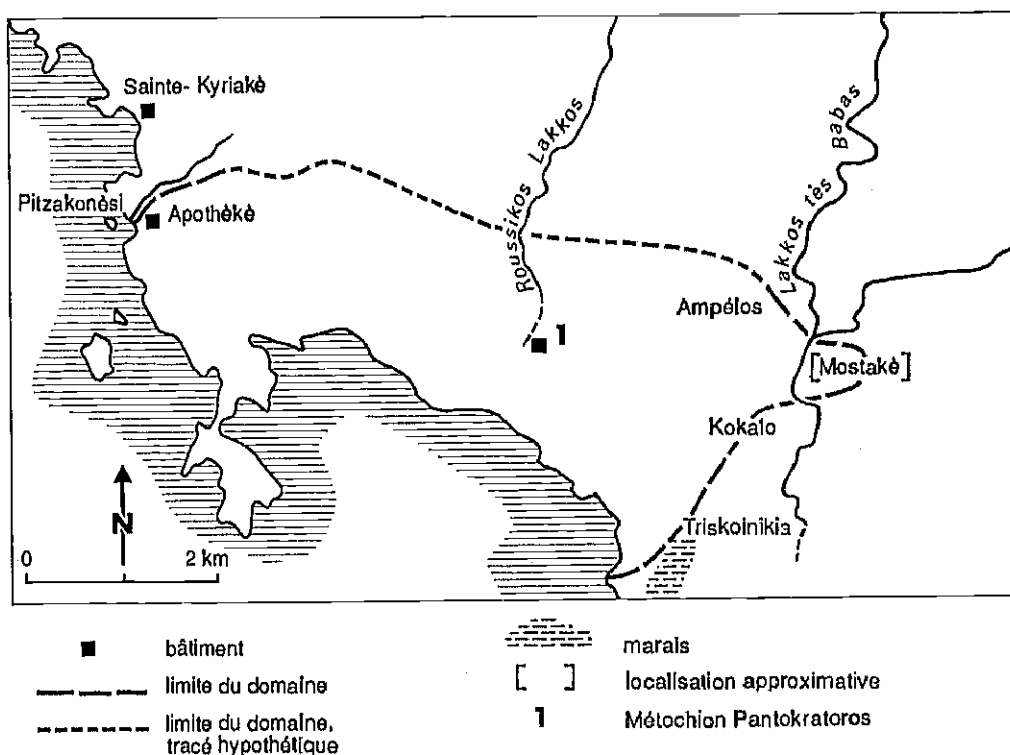 Sainte-Kyriakè
Pitzakonèsi
Apothèkè
Roussikos Lakkos
Lakkos tès Babas
1
Ampélos
[Mostakè]
Kokalo
Triskoinikia
N
0 2 km
bâtiment
limite du domaine
limite du domaine,
tracé hypothétique
marais
[ ] localisation approximative
1 Métochion Pantokratoros